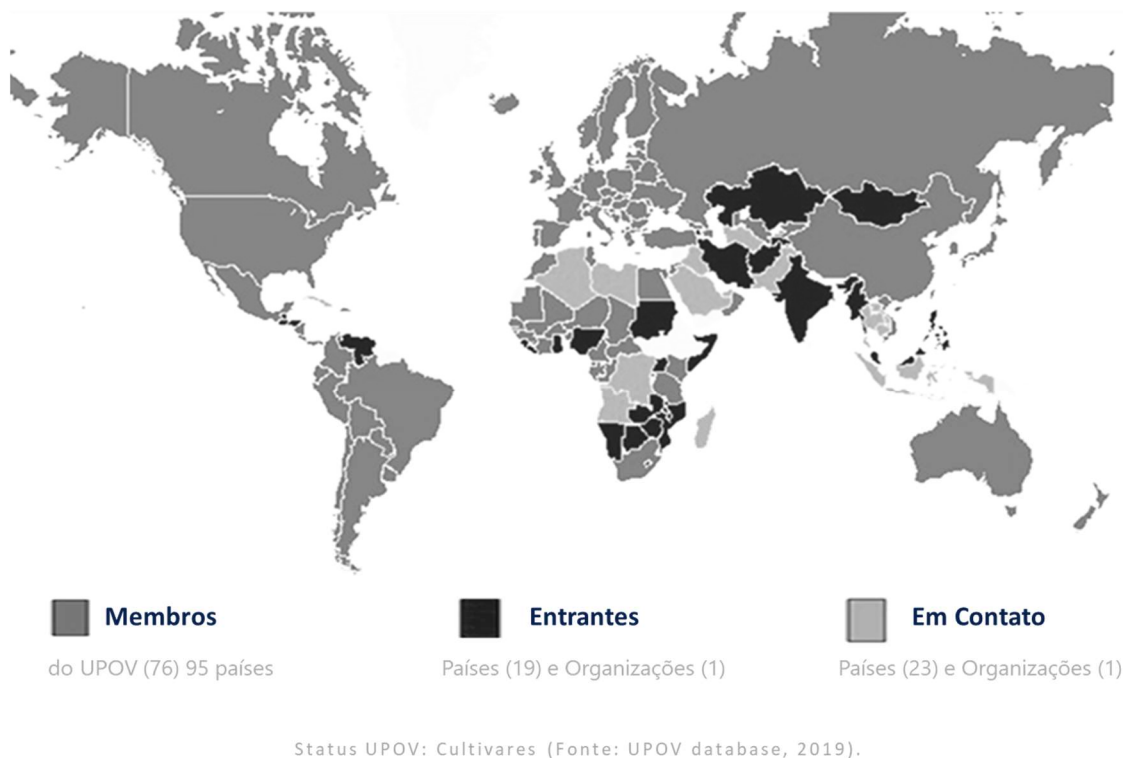 Membros
do UPOV (76) 95 países
Entrantes
Países (19) e Organizações (1)
Em Contato
Países (23) e Organizações (1)
Status UPOV: Cultivares (Fonte: UPOV database, 2019).